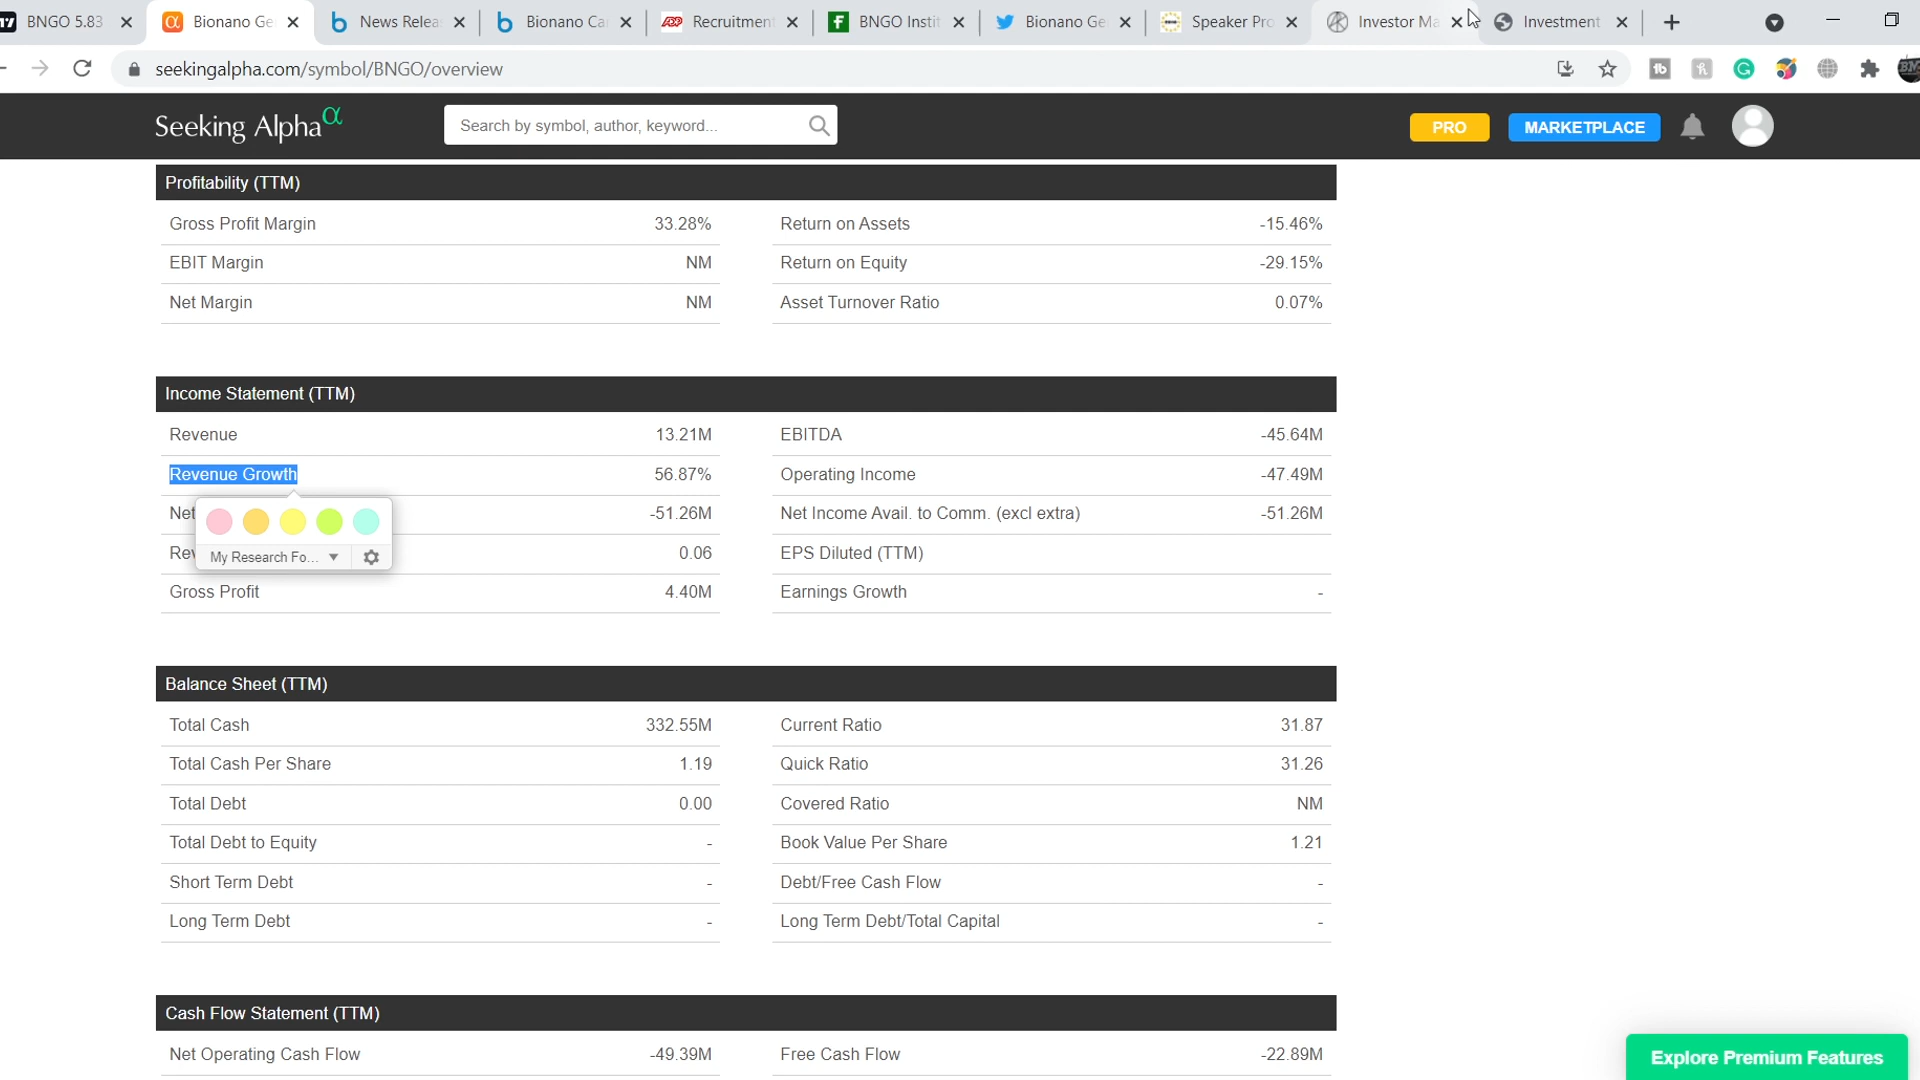 BNGO 5.83
Bionano Ge
News Relea
Bionano Ca
ADP Recruitment
BNGO Instit
Bionano Ge
Speaker Pro
Investor Ma
Investment
seekingalpha.com/symbol/BNGO/overview
Seeking Alpha α
Search by symbol, author, keyword...
PRO
MARKETPLACE
Profitability (TTM)
Gross Profit Margin 33.28% Return on Assets -15.46%
EBIT Margin NM Return on Equity -29.15%
Net Margin NM Asset Turnover Ratio 0.07%
Income Statement (TTM)
Revenue 13.21M EBITDA -45.64M
Revenue Growth 56.87% Operating Income -47.49M
Net -51.26M Net Income Avail. to Comm. (excl extra) -51.26M
Rev 0.06 EPS Diluted (TTM)
My Research Fo...
Gross Profit 4.40M Earnings Growth -
Balance Sheet (TTM)
Total Cash 332.55M Current Ratio 31.87
Total Cash Per Share 1.19 Quick Ratio 31.26
Total Debt 0.00 Covered Ratio NM
Total Debt to Equity - Book Value Per Share 1.21
Short Term Debt - Debt/Free Cash Flow -
Long Term Debt - Long Term Debt/Total Capital -
Cash Flow Statement (TTM)
Net Operating Cash Flow -49.39M Free Cash Flow -22.89M
Explore Premium Features